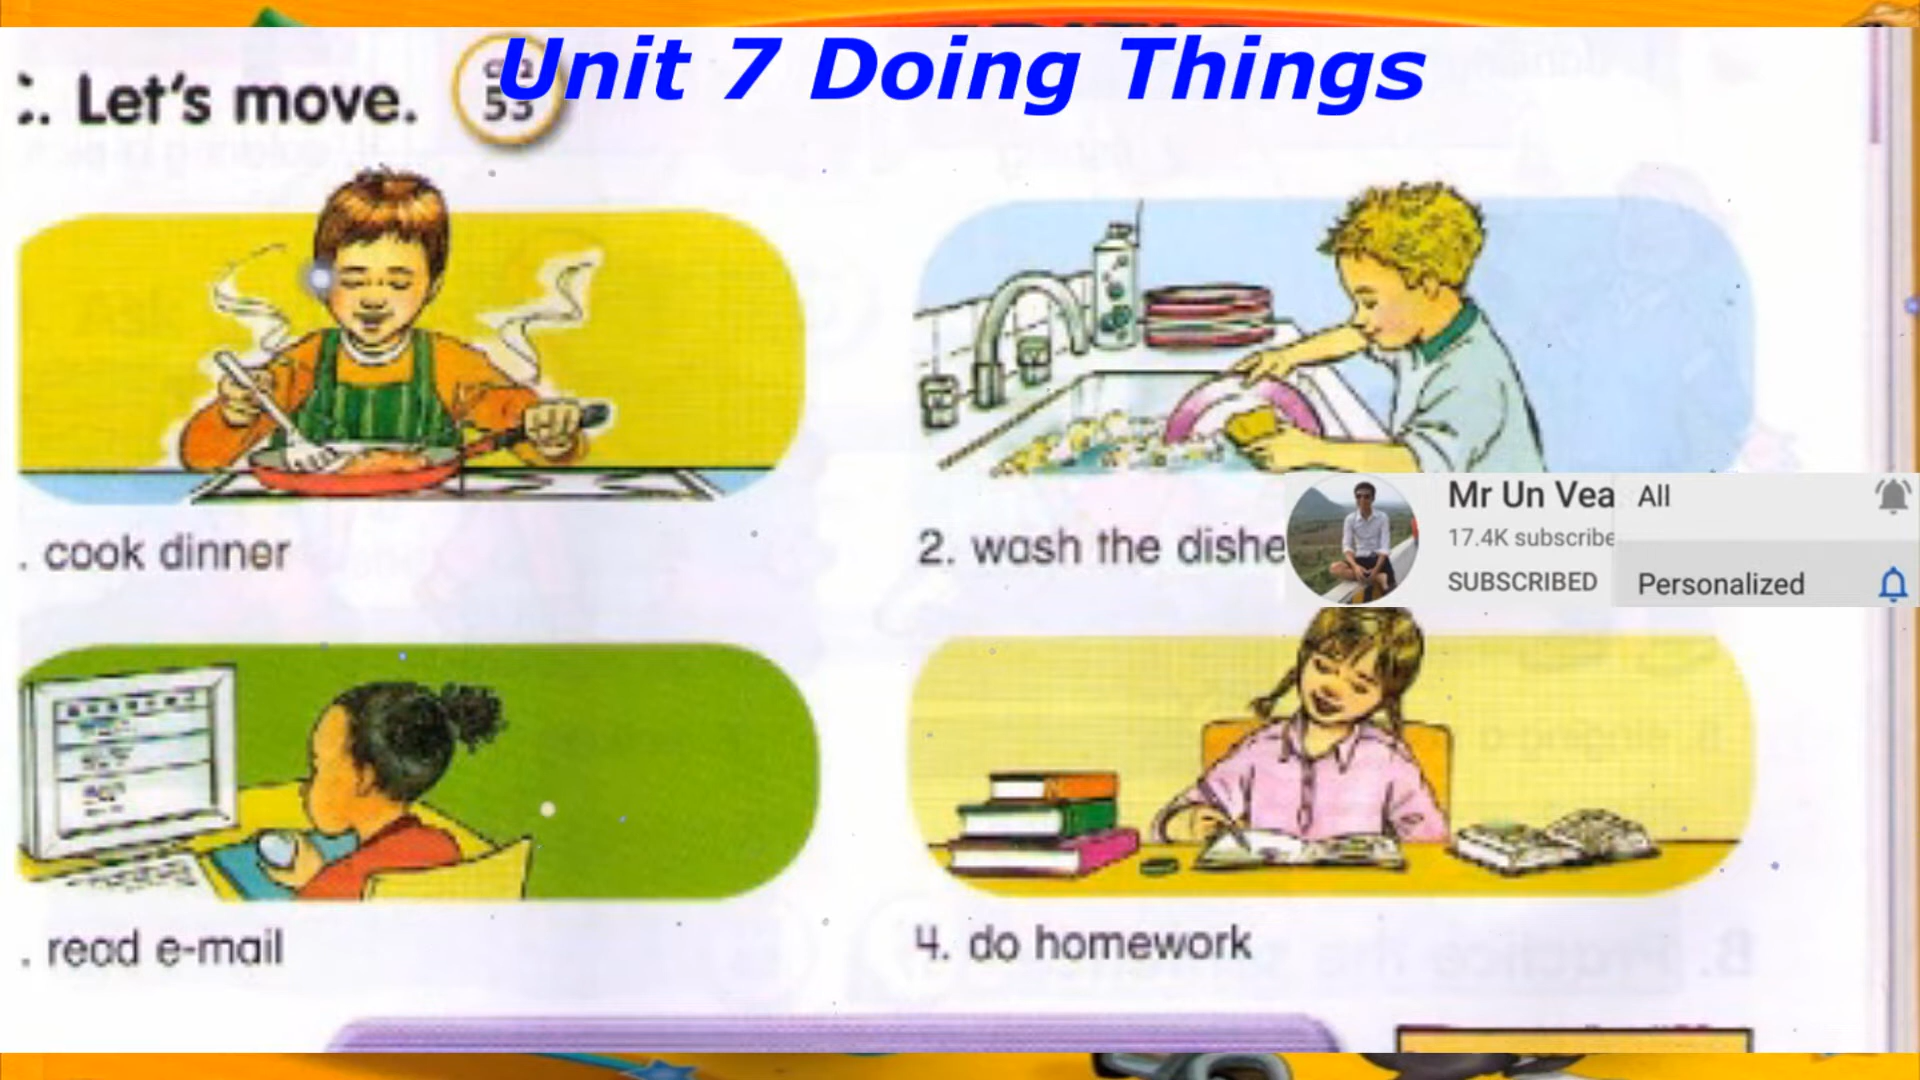 Unit 7 Doing Things
. Let's move.
53
. cook dinner
2. wash the dishe
Mr Un Vea
17.4K subscribe
SUBSCRIBED
All
Personalized
. read e-mail
4. do homework